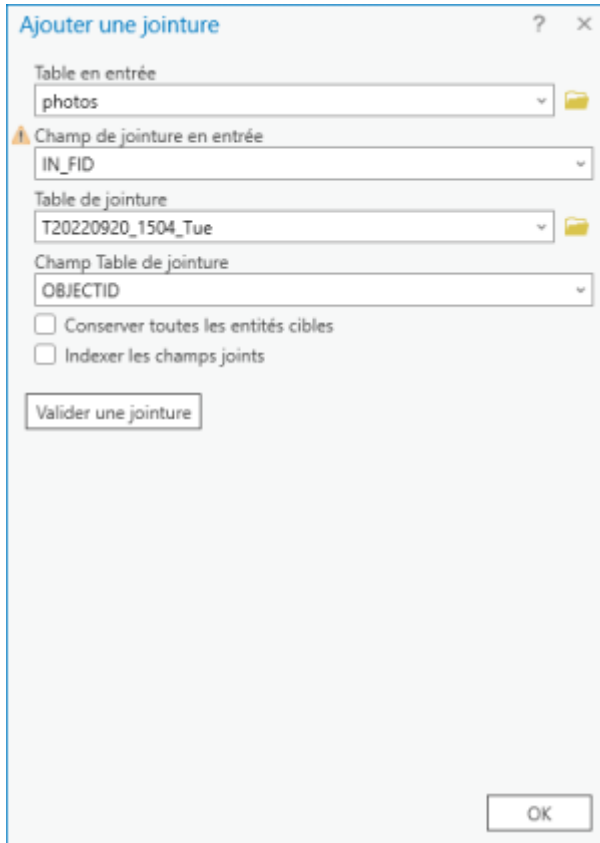 Ajouter une jointure ? ×
Table en entrée
photos
Champ de jointure en entrée
IN_FID
Table de jointure
T20220920_1504_Tue
Champ Table de jointure
OBJECTID
Conserver toutes les entités cibles
Indexer les champs joints
Valider une jointure
OK